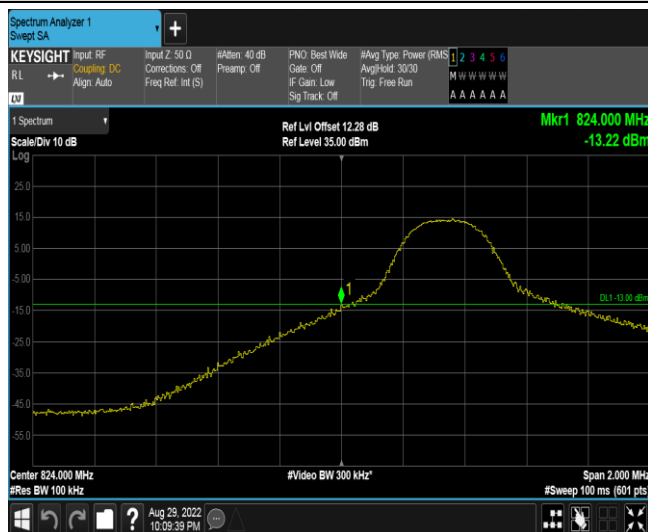 Spectrum Analyzer 1
Swept SA
KEYSIGHT
RL
LXI
Input: RF
Coupling: DC
Align: Auto
Input Z: 50 Ω
Corrections: Off
Freq Ref: Int (S)
#Atten: 40 dB
Preamp: Off
PNO: Best Wide
Gate: Off
IF Gain: Low
Sig Track: Off
#Avg Type: Power (RMS
Avg|Hold: 30/30
Trig: Free Run
1 2 3 4 5 6
M W W W W W
A A A A A A
1 Spectrum
Scale/Div 10 dB
Log
Ref Lvl Offset 12.28 dB
Ref Level 35.00 dBm
Mkr1 824.000 MHz
-13.22 dBm
25.0
15.0
5.00
-5.00
-15.0
-25.0
-35.0
-45.0
-55.0
1
DL1 -13.00 dBm
Center 824.000 MHz
#Res BW 100 kHz
#Video BW 300 kHz*
Span 2.000 MHz
#Sweep 100 ms (601 pts)
?
Aug 29, 2022
10:09:39 PM